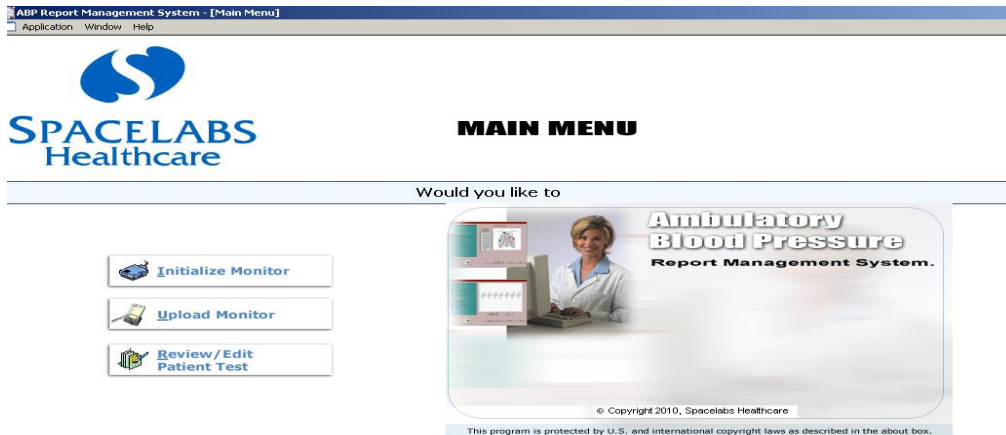 ABP Report Management System - [Main Menu]
Application Window Help
SPACELABS
Healthcare
MAIN MENU
Would you like to
Ambulatory
Blood Pressure
Report Management System.
Initialize Monitor
Upload Monitor
Review/Edit
Patient Test
© Copyright 2010, Spacelabs Healthcare
This program is protected by U.S. and international copyright laws as described in the about box.